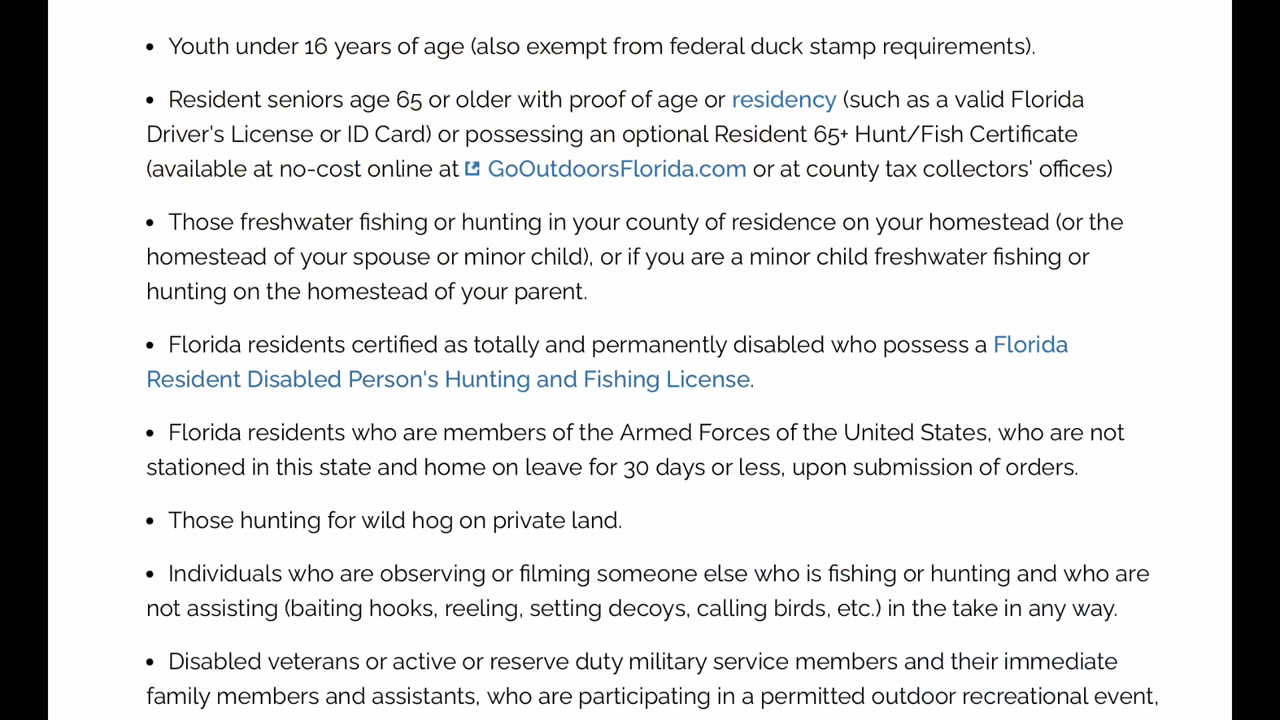 • Youth under 16 years of age (also exempt from federal duck stamp requirements).
• Resident seniors age 65 or older with proof of age or residency (such as a valid Florida
Driver's License or ID Card) or possessing an optional Resident 65+ Hunt/Fish Certificate
(available at no-cost online at GoOutdoorsFlorida.com or at county tax collectors' offices)
• Those freshwater fishing or hunting in your county of residence on your homestead (or the
homestead of your spouse or minor child), or if you are a minor child freshwater fishing or
hunting on the homestead of your parent.
• Florida residents certified as totally and permanently disabled who possess a Florida
Resident Disabled Person's Hunting and Fishing License.
• Florida residents who are members of the Armed Forces of the United States, who are not
stationed in this state and home on leave for 30 days or less, upon submission of orders.
• Those hunting for wild hog on private land.
• Individuals who are observing or filming someone else who is fishing or hunting and who are
not assisting (baiting hooks, reeling, setting decoys, calling birds, etc.) in the take in any way.
• Disabled veterans or active or reserve duty military service members and their immediate
family members and assistants, who are participating in a permitted outdoor recreational event,